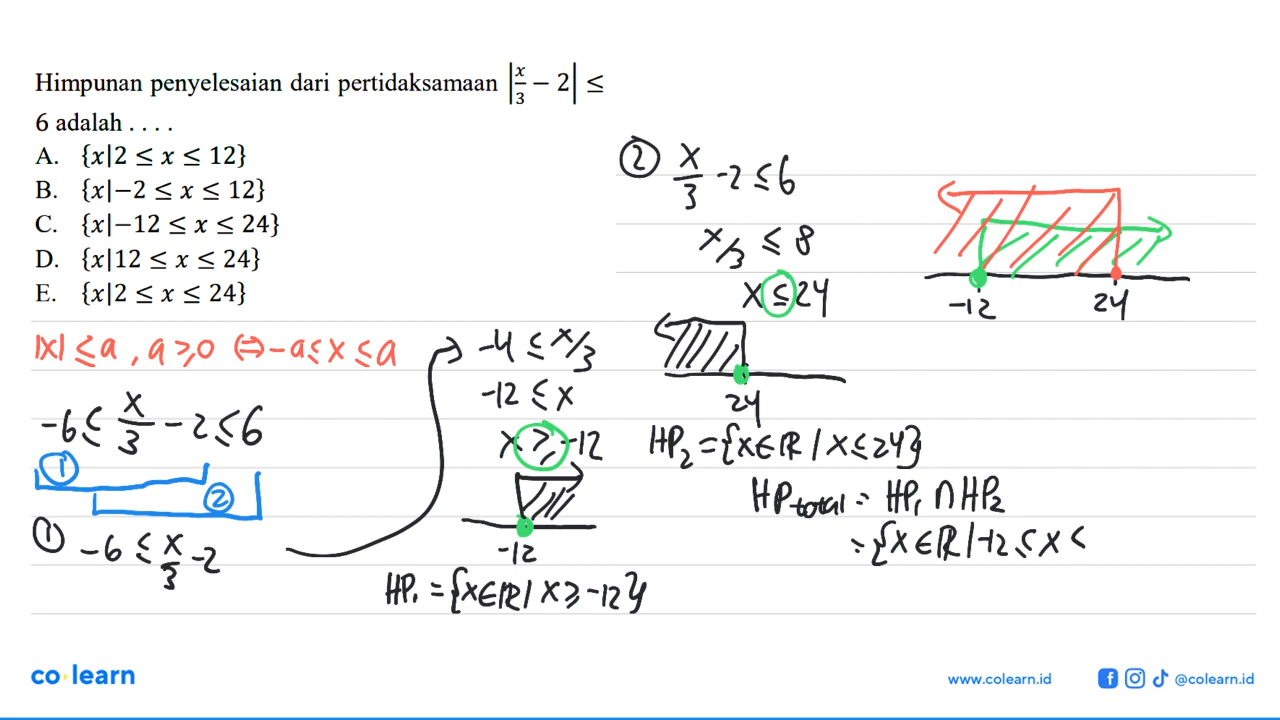 Himpunan penyelesaian dari pertidaksamaan |x/3 − 2| ≤
6 adalah . . . .
A. {x|2 ≤ x ≤ 12}
B. {x|−2 ≤ x ≤ 12}
C. {x|−12 ≤ x ≤ 24}
D. {x|12 ≤ x ≤ 24}
E. {x|2 ≤ x ≤ 24}
|x| ≤ a , a ≥ 0 ⇔ -a ≤ x ≤ a
-6 ≤ x/3 - 2 ≤ 6
①
②
① -6 ≤ x/3 - 2
-4 ≤ x/3
-12 ≤ x
x ≥ -12
-12
HP₁ = {x ∈ ℝ / x ≥ -12}
② x/3 - 2 ≤ 6
x/3 ≤ 8
x ≤ 24
24
HP₂ = {x ∈ ℝ / x ≤ 24}
-12 24
HP total = HP₁ ∩ HP₂
= {x ∈ ℝ / -12 ≤ x <
co learn
www.colearn.id
@colearn.id